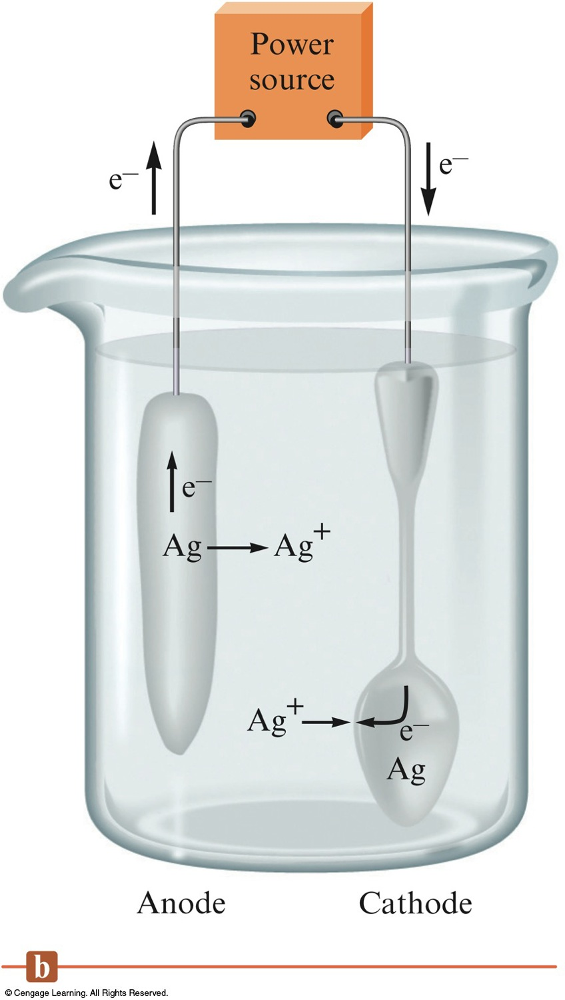 Power
source
e⁻
e⁻
e⁻
Ag → Ag⁺
Ag⁺
e⁻
Ag
Anode
Cathode
b
© Cengage Learning. All Rights Reserved.